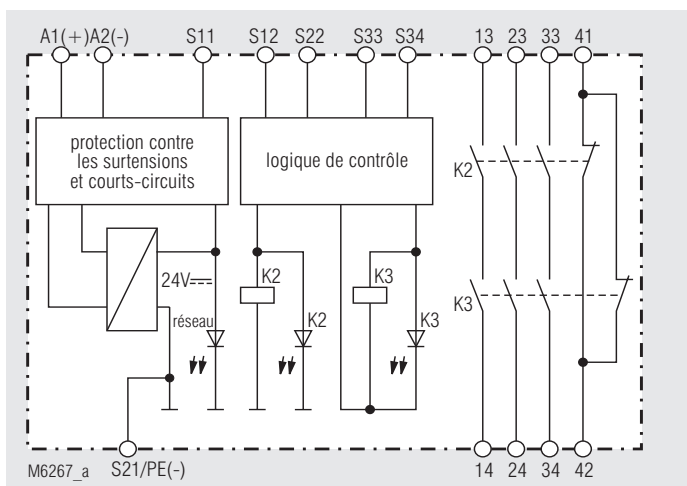 A1(+) A2(-) S11 S12 S22 S33 S34 13 23 33 41
protection contre
les surtensions
et courts-circuits
logique de contrôle
K2
24V
K2
K3
K3
réseau
K2
K3
M6267_a
S21/PE(-)
14 24 34 42